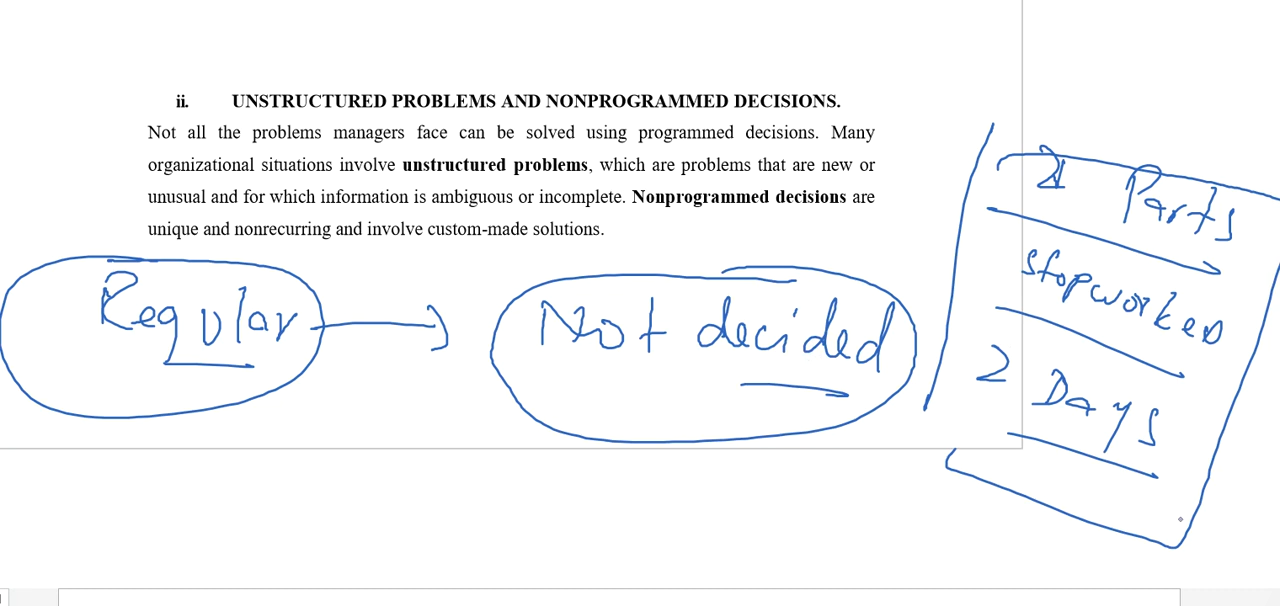 ii. UNSTRUCTURED PROBLEMS AND NONPROGRAMMED DECISIONS.
Not all the problems managers face can be solved using programmed decisions. Many
organizational situations involve unstructured problems, which are problems that are new or
unusual and for which information is ambiguous or incomplete. Nonprogrammed decisions are
unique and nonrecurring and involve custom-made solutions.
Regular
Not decided
Parts
stopworked
2 Days